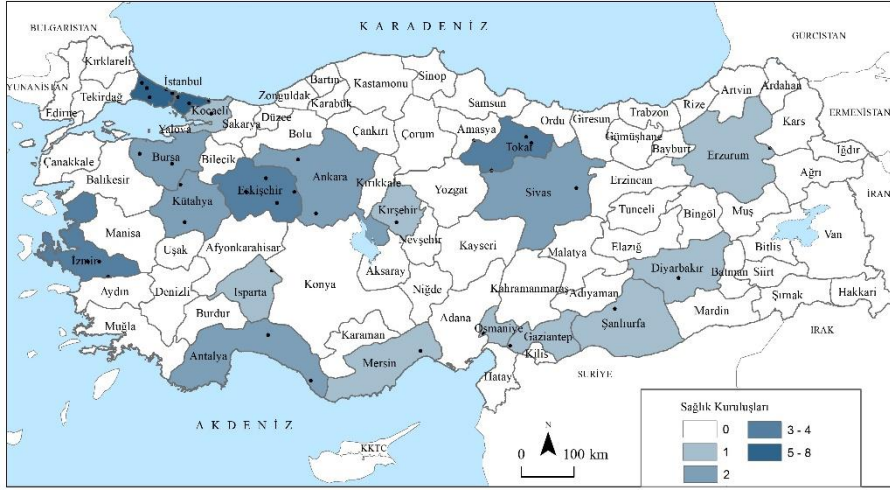 KARADENİZ
BULGARİSTAN
GÜRCİSTAN
YUNANİSTAN
ERMENİSTAN
İRAN
IRAK
SURİYE
KKTC
AKDENİZ
Kırklareli
Edirne
Tekirdağ
İstanbul
Kocaeli
Yalova
Sakarya
Düzce
Zonguldak
Bartın
Karabük
Kastamonu
Sinop
Samsun
Ordu
Giresun
Trabzon
Rize
Artvin
Ardahan
Kars
Iğdır
Çanakkale
Balıkesir
Bursa
Bilecik
Bolu
Çankırı
Çorum
Amasya
Tokat
Gümüşhane
Bayburt
Erzurum
Ağrı
Kütahya
Eskişehir
Ankara
Kırıkkale
Yozgat
Sivas
Erzincan
Tunceli
Bingöl
Muş
Van
Manisa
İzmir
Uşak
Afyonkarahisar
Kırşehir
Nevşehir
Kayseri
Malatya
Elazığ
Bitlis
Aydın
Denizli
Isparta
Konya
Aksaray
Niğde
Kahramanmaraş
Adıyaman
Diyarbakır
Batman
Siirt
Şırnak
Hakkari
Muğla
Burdur
Antalya
Karaman
Mersin
Adana
Osmaniye
Gaziantep
Kilis
Şanlıurfa
Mardin
Hatay
Sağlık Kuruluşları
0
1
2
3 - 4
5 - 8
N
0 100 km